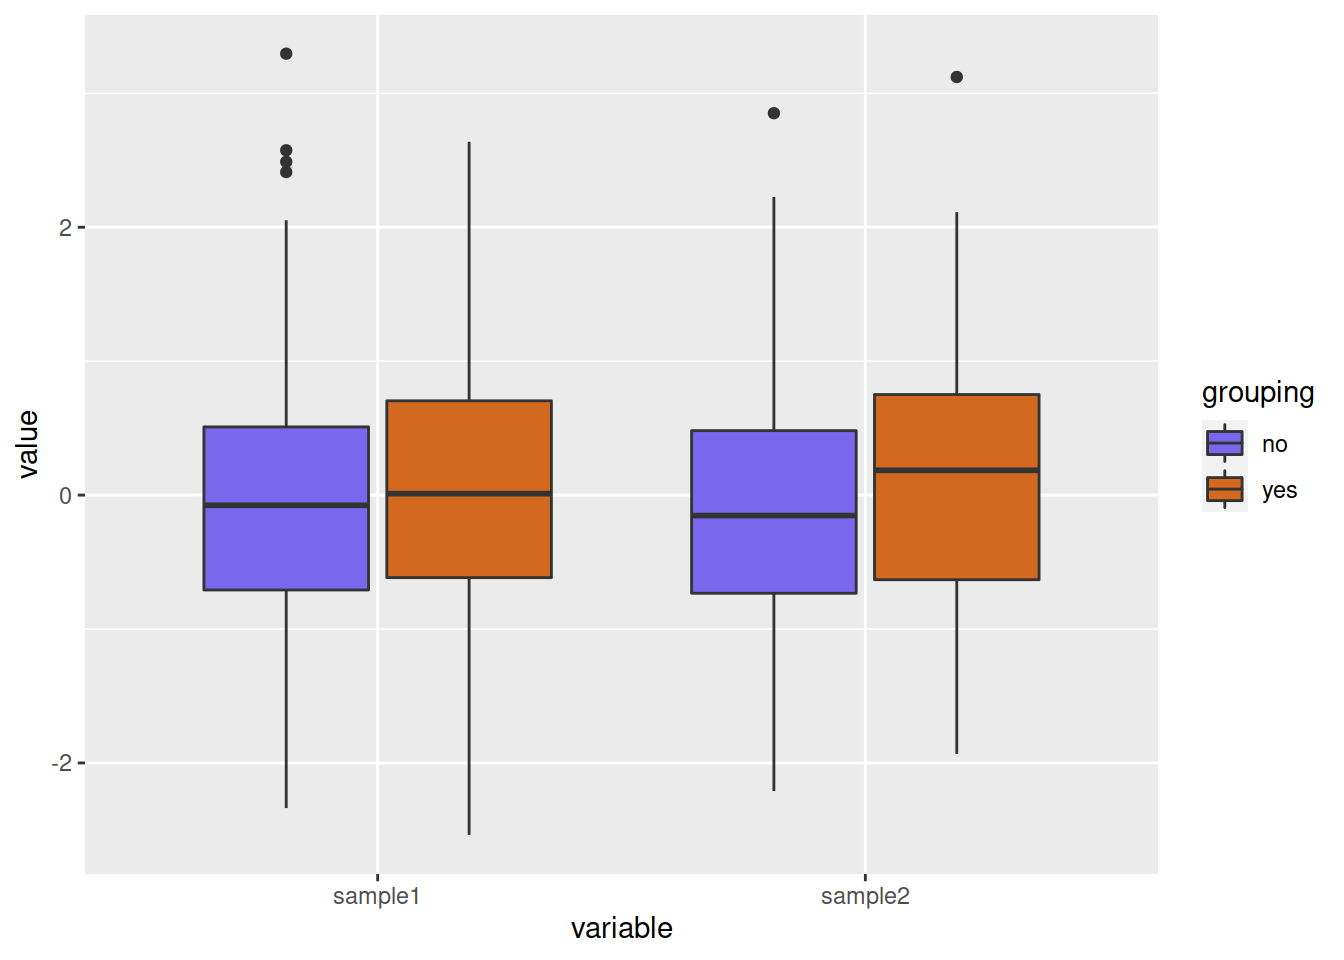 value
2
0
-2
sample1
sample2
variable
grouping
no
yes